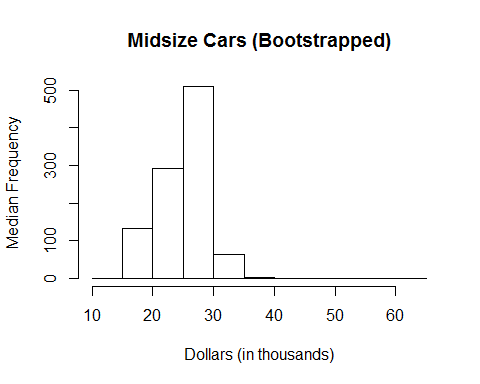 Midsize Cars (Bootstrapped)
Median Frequency
500
300
100
0
10 20 30 40 50 60
Dollars (in thousands)